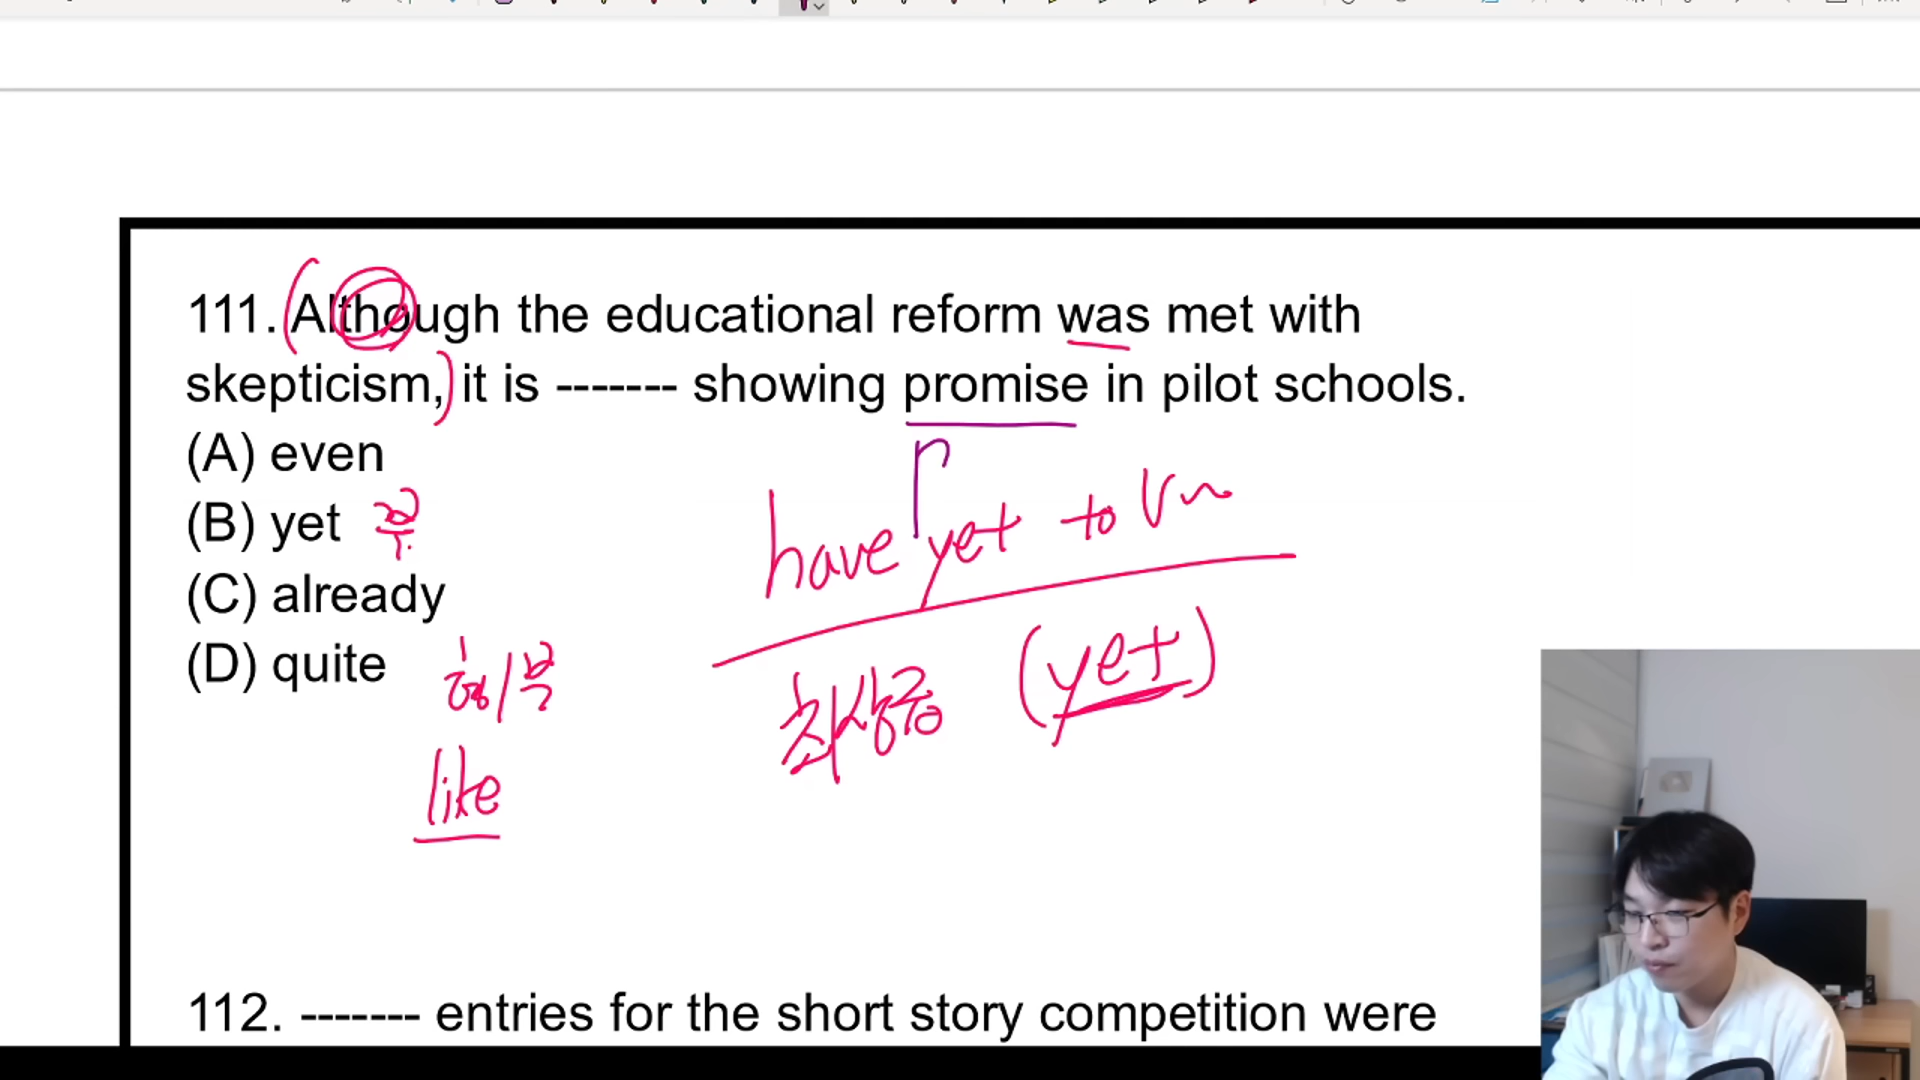 111. Although the educational reform was met with
skepticism, it is ------- showing promise in pilot schools.
(A) even
(B) yet
(C) already
(D) quite
have yet to V~
형/부
최상급 (yet)
like
112. ------- entries for the short story competition were